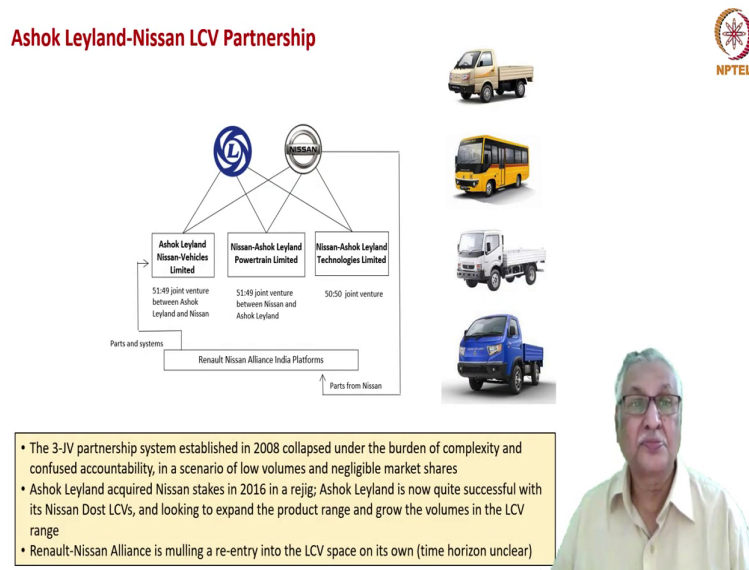 Ashok Leyland-Nissan LCV Partnership
NPTEL
NISSAN
Ashok Leyland
Nissan-Vehicles
Limited
Nissan-Ashok Leyland
Powertrain Limited
Nissan-Ashok Leyland
Technologies Limited
51:49 joint venture
between Ashok
Leyland and Nissan
51:49 joint venture
between Nissan and
Ashok Leyland
50:50 joint venture
Parts and systems
Renault Nissan Alliance India Platforms
Parts from Nissan
• The 3-JV partnership system established in 2008 collapsed under the burden of complexity and
confused accountability, in a scenario of low volumes and negligible market shares
• Ashok Leyland acquired Nissan stakes in 2016 in a rejig; Ashok Leyland is now quite successful with
its Nissan Dost LCVs, and looking to expand the product range and grow the volumes in the LCV
range
• Renault-Nissan Alliance is mulling a re-entry into the LCV space on its own (time horizon unclear)